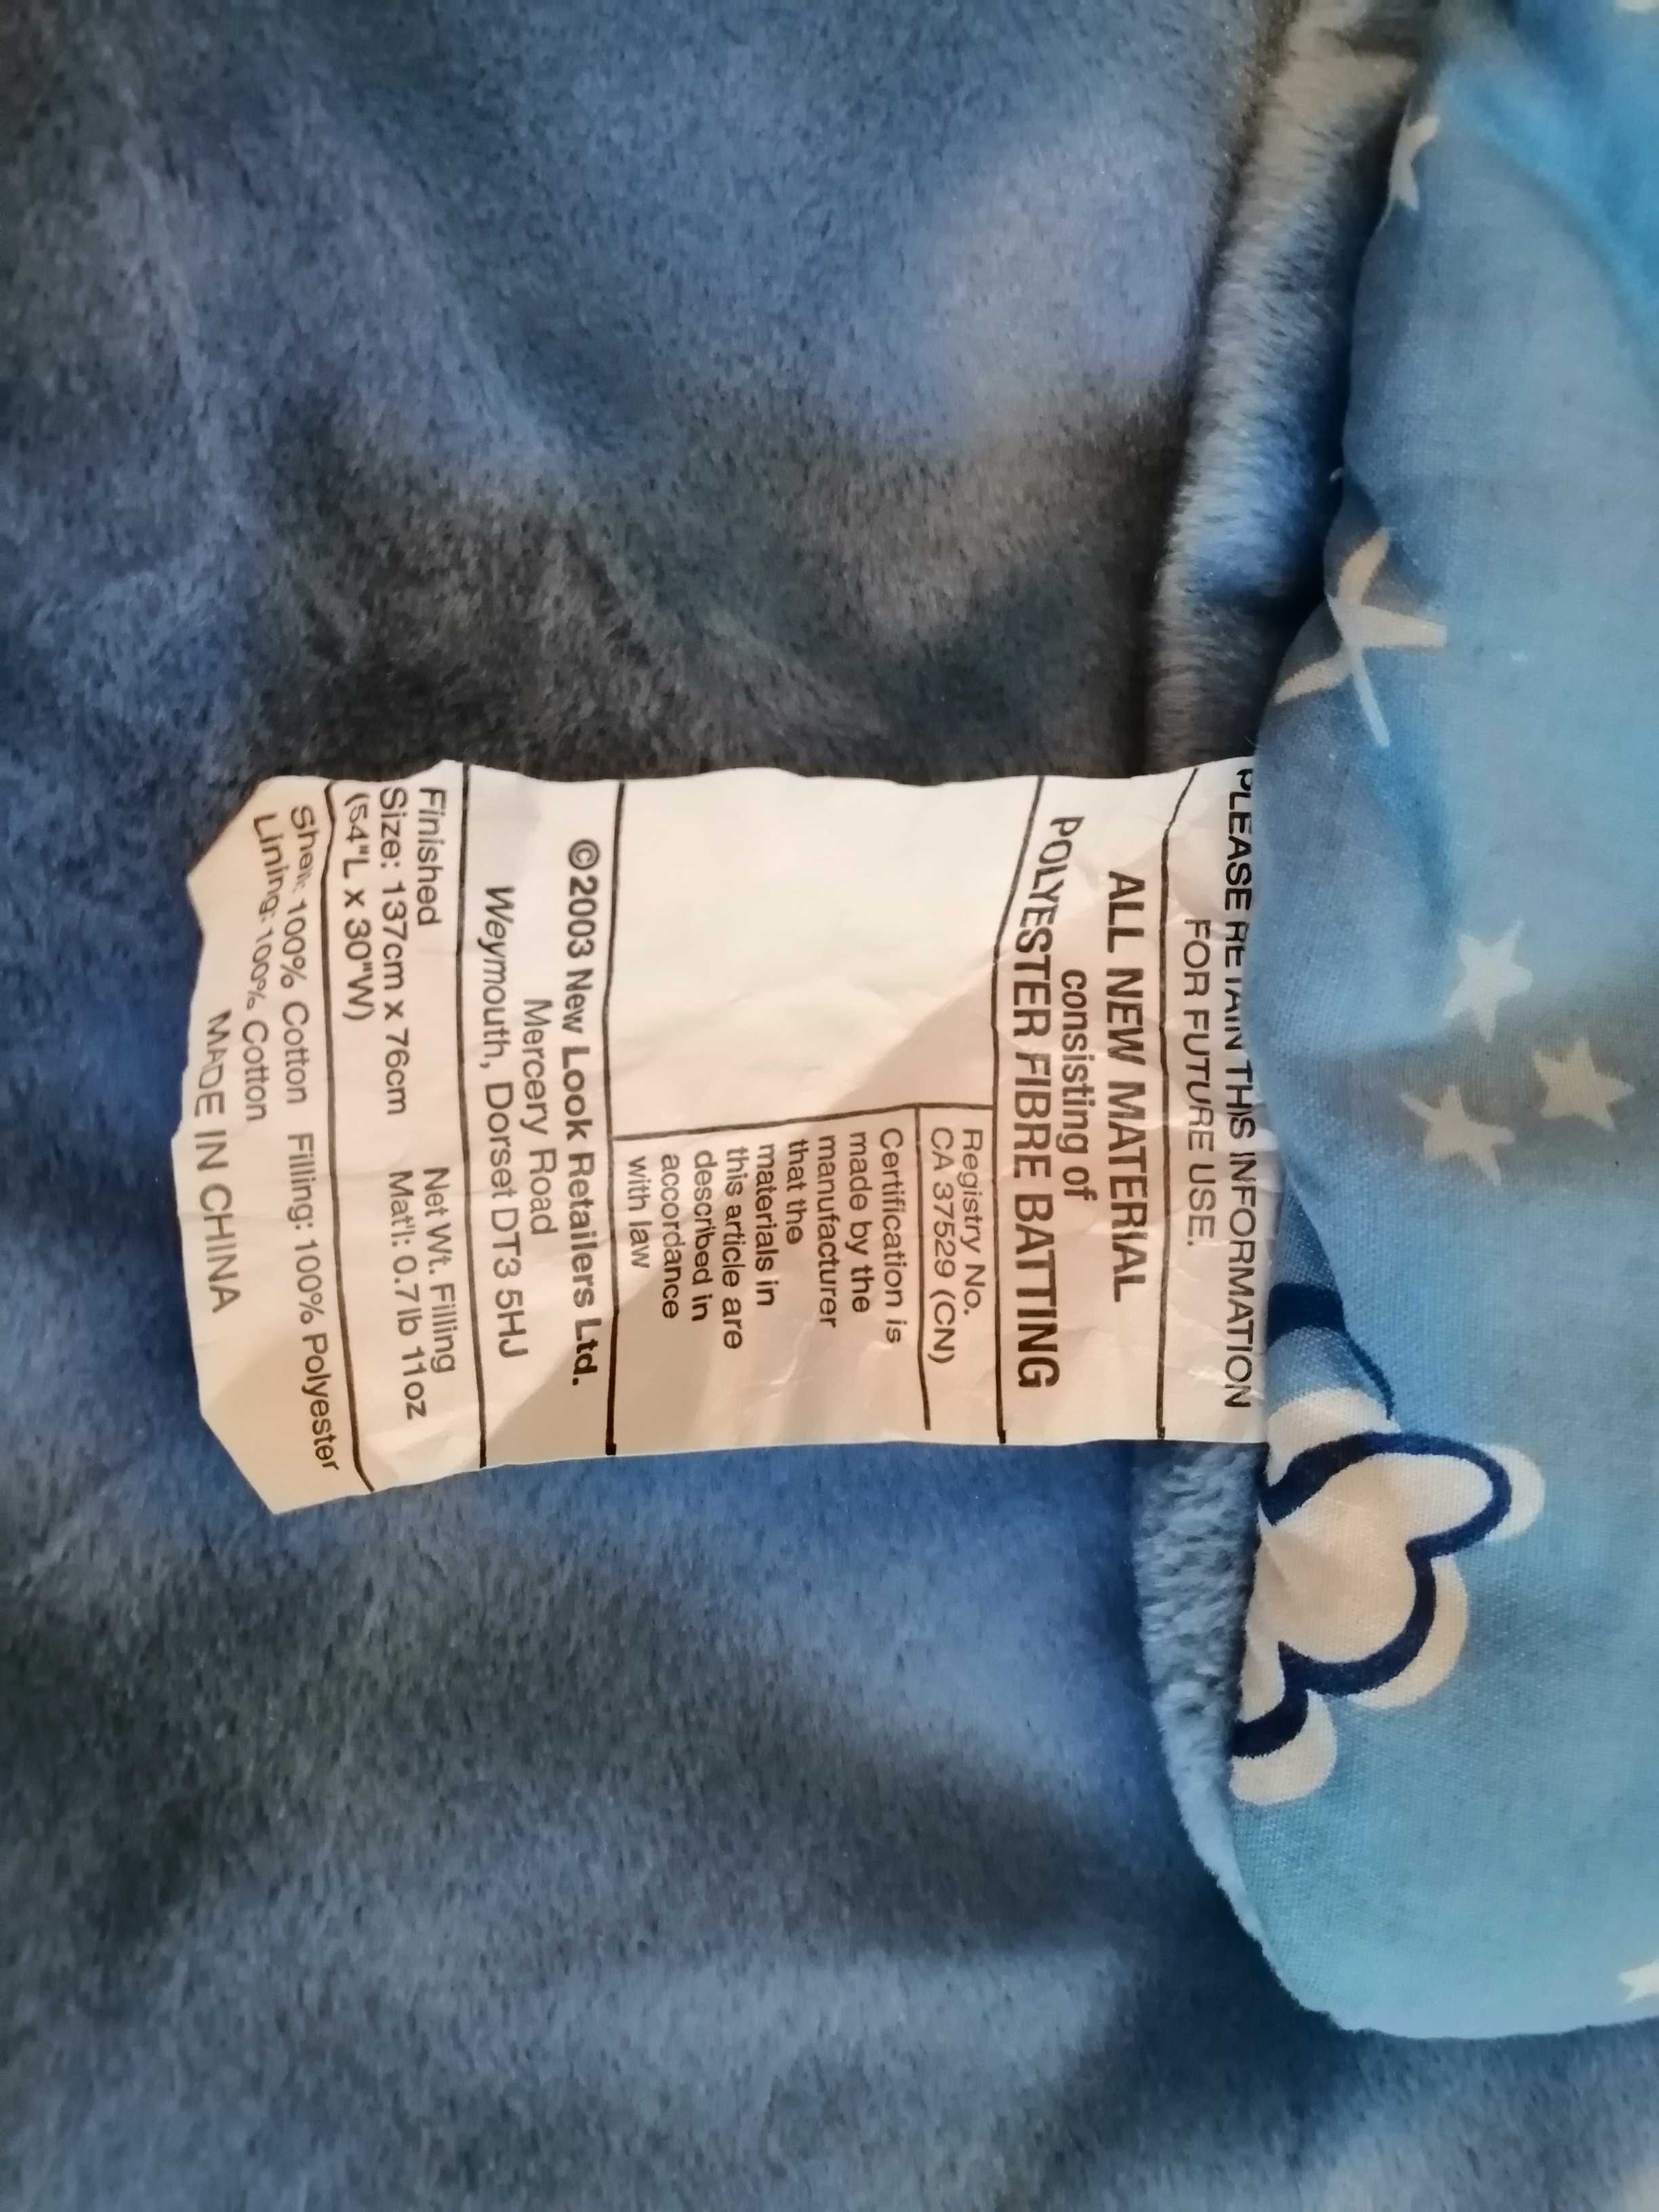 PLEASE RETAIN THIS INFORMATION
FOR FUTURE USE.
ALL NEW MATERIAL
consisting of
POLYESTER FIBRE BATTING
Registry No.
CA 37529 (CN)
Certification is
made by the
manufacturer
that the
materials in
this article are
described in
accordance
with law
©2003 New Look Retailers Ltd.
Mercery Road
Weymouth, Dorset DT3 5HJ
Finished
Size: 137cm x 76cm
(54"L x 30"W)
Net Wt. Filling
Mat'l: 0.7lb 11oz
Shell: 100% Cotton Filling: 100% Polyester
Lining: 100% Cotton
MADE IN CHINA